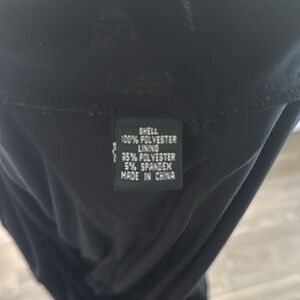 SHELL
100% POLYESTER
LINING
95% POLYESTER
5% SPANDEX
MADE IN CHINA